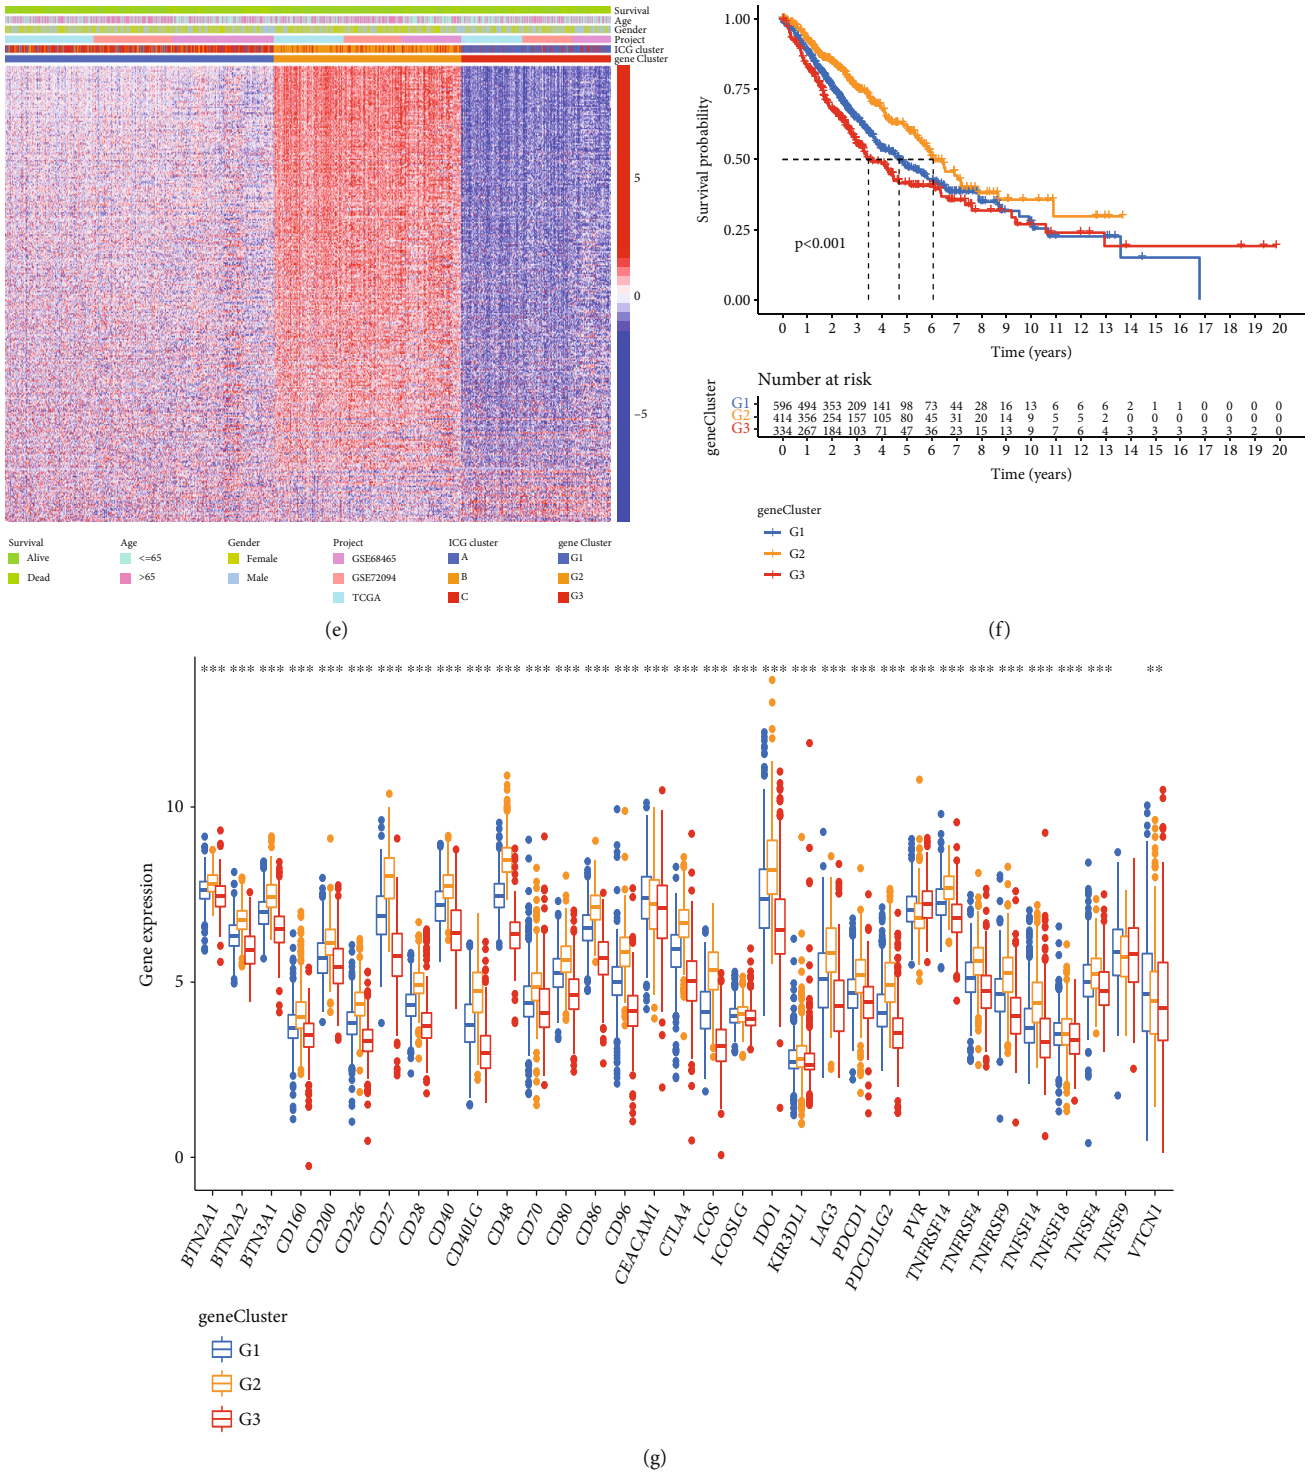 Survival
Age
Gender
Project
ICG cluster
gene Cluster
5
0
−5
Survival
Alive
Dead
Age
<=65
>65
Gender
Female
Male
Project
GSE68465
GSE72094
TCGA
ICG cluster
A
B
C
gene Cluster
G1
G2
G3
(e)
Survival probability
1.00
0.75
0.50
0.25
0.00
p<0.001
0 1 2 3 4 5 6 7 8 9 10 11 12 13 14 15 16 17 18 19 20
Time (years)
Number at risk
geneCluster
G1 596 494 353 209 141 98 73 44 28 16 13 6 6 6 2 1 1 0 0 0 0
G2 414 356 254 157 105 80 45 31 20 14 9 5 5 2 0 0 0 0 0 0 0
G3 334 267 184 103 71 47 36 23 15 13 9 7 6 4 3 3 3 3 3 2 0
0 1 2 3 4 5 6 7 8 9 10 11 12 13 14 15 16 17 18 19 20
Time (years)
geneCluster
G1
G2
G3
(f)
*** *** *** *** *** *** *** *** *** *** *** *** *** *** *** *** *** *** *** *** *** *** *** *** *** *** *** *** *** *** *** **
Gene expression
10
5
0
BTN2A1
BTN2A2
BTN3A1
CD160
CD200
CD226
CD27
CD28
CD40
CD40LG
CD48
CD70
CD80
CD86
CD96
CEACAM1
CTLA4
ICOS
ICOSLG
IDO1
KIR3DL1
LAG3
PDCD1
PDCD1LG2
PVR
TNFRSF14
TNFRSF4
TNFRSF9
TNFSF14
TNFSF18
TNFSF4
TNFSF9
VTCN1
geneCluster
G1
G2
G3
(g)